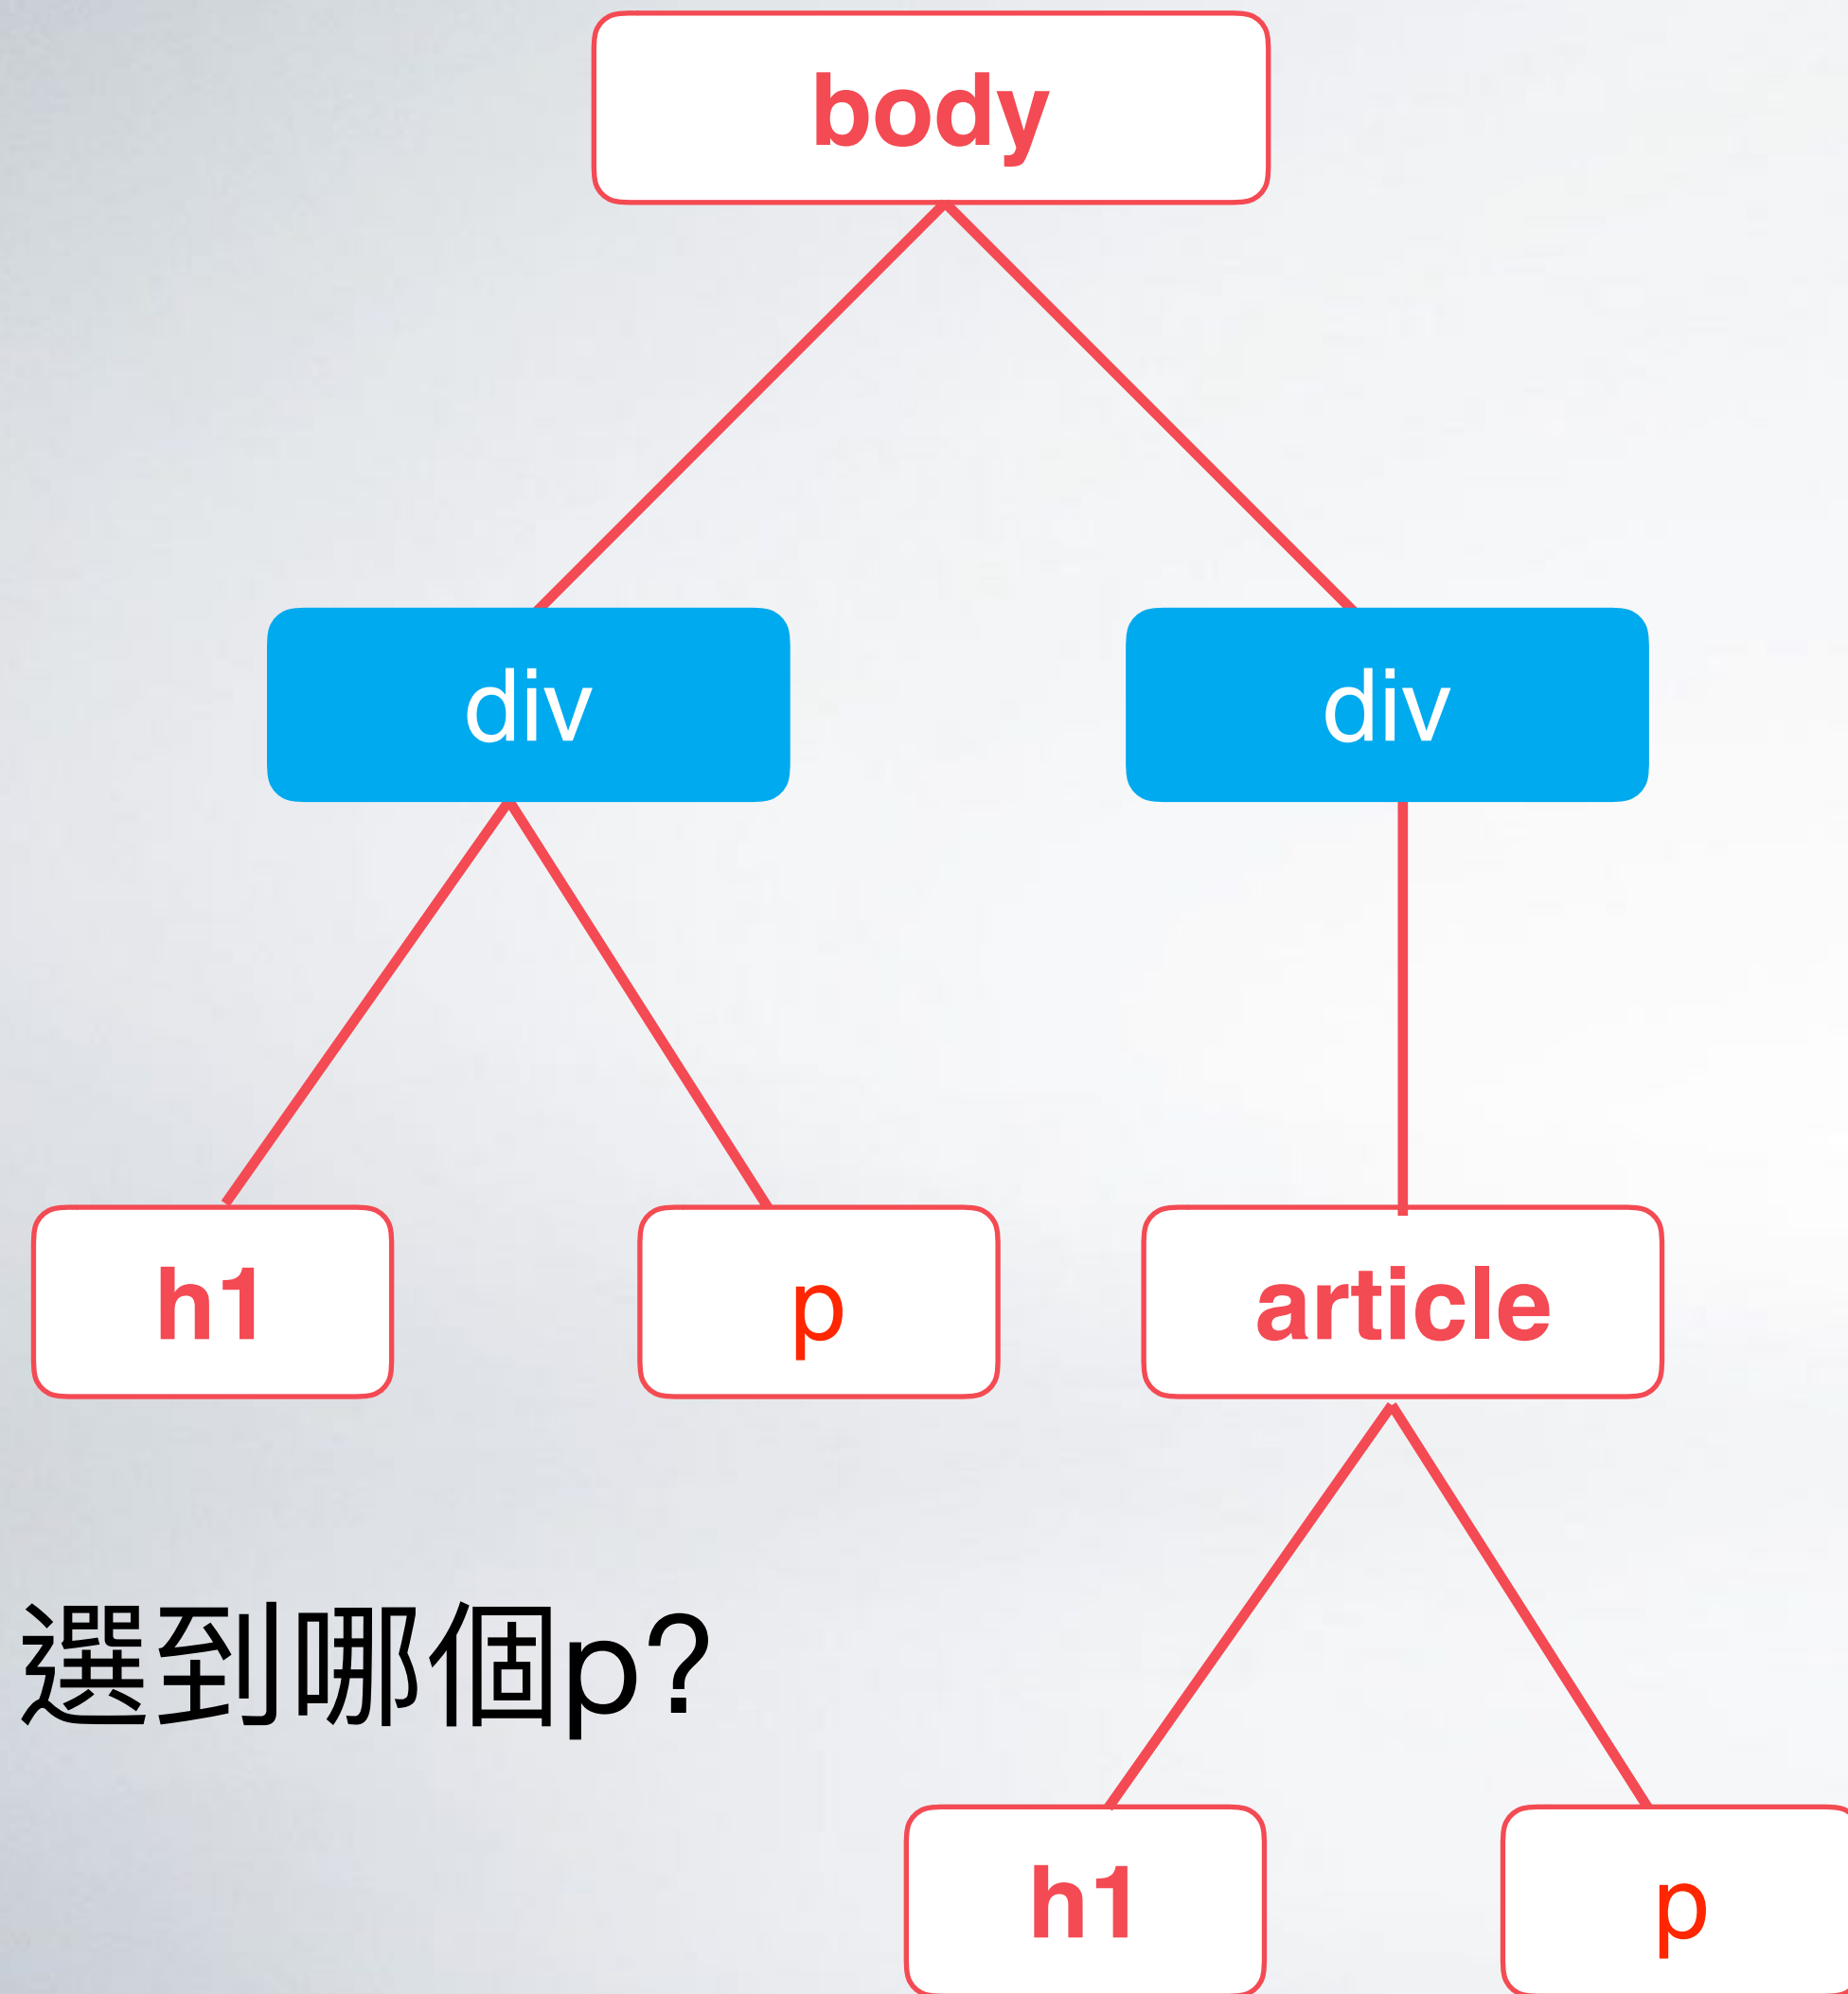 body
div
div
h1
p
article
選到哪個p?
h1
p